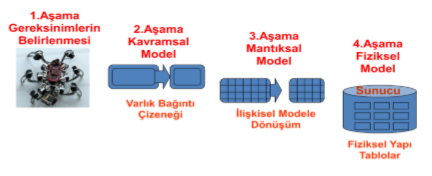 1.Aşama
Gereksinimlerin
Belirlenmesi
2.Aşama
Kavramsal
Model
Varlık Bağıntı
Çizeneği
3.Aşama
Mantıksal
Model
İlişkisel Modele
Dönüşüm
4.Aşama
Fiziksel
Model
Sunucu
Fiziksel Yapı
Tablolar